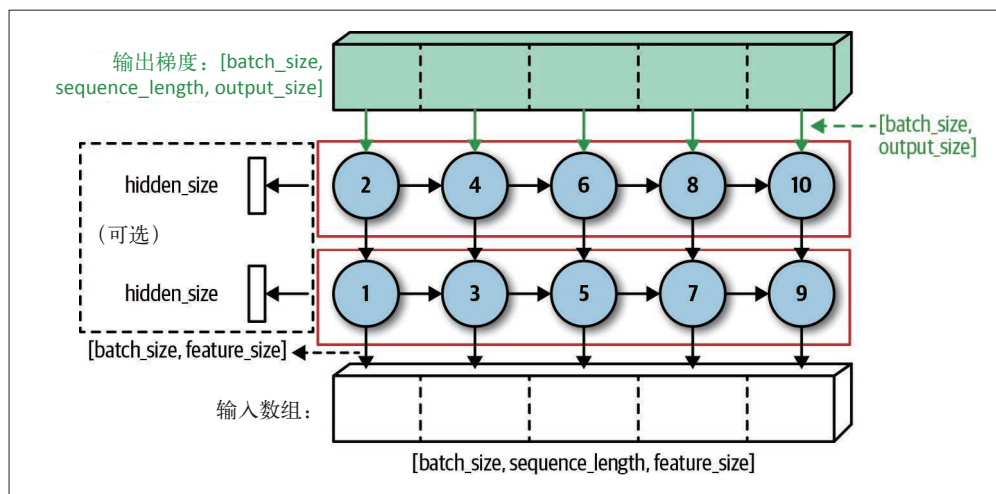 输出梯度：[batch_size,
sequence_length, output_size]
[batch_size,
output_size]
hidden_size
2 4 6 8 10
（可选）
hidden_size
1 3 5 7 9
[batch_size, feature_size]
输入数组：
[batch_size, sequence_length, feature_size]